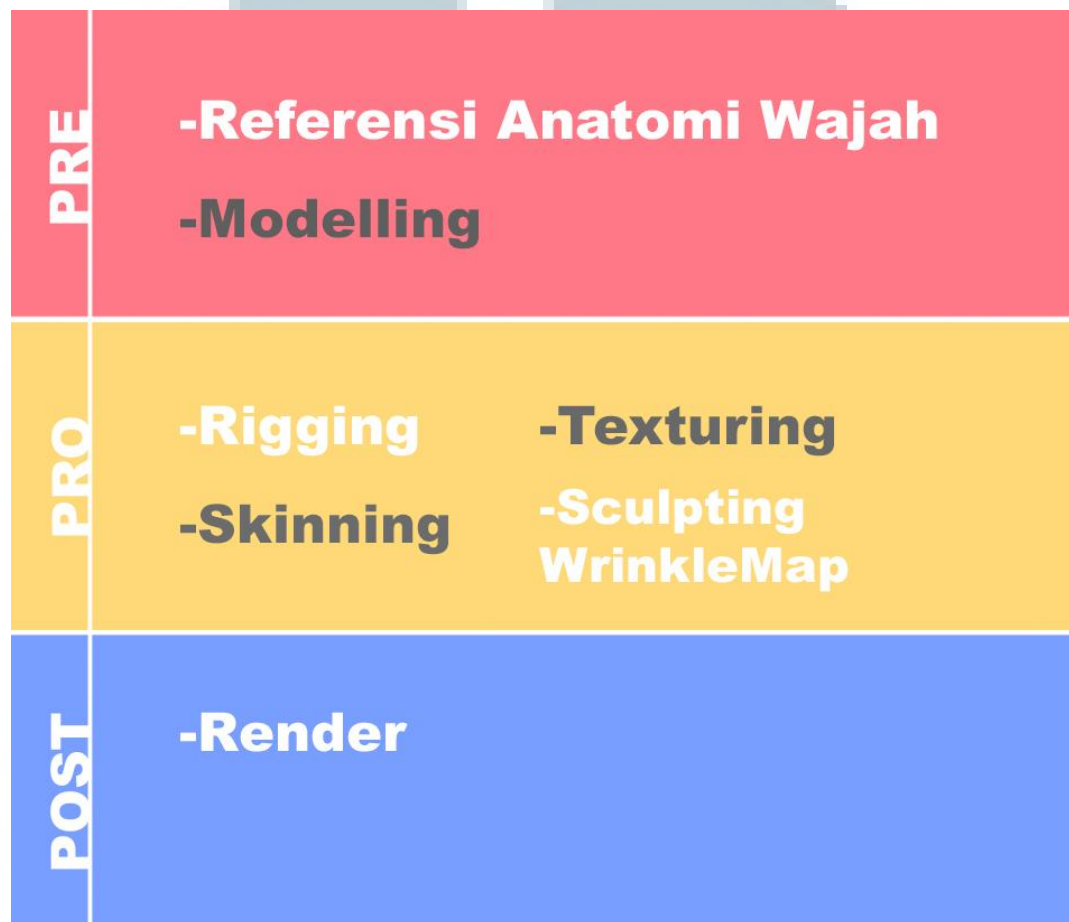 PRE
-Referensi Anatomi Wajah
-Modelling
PRO
-Rigging
-Skinning
-Texturing
-Sculpting
WrinkleMap
POST
-Render